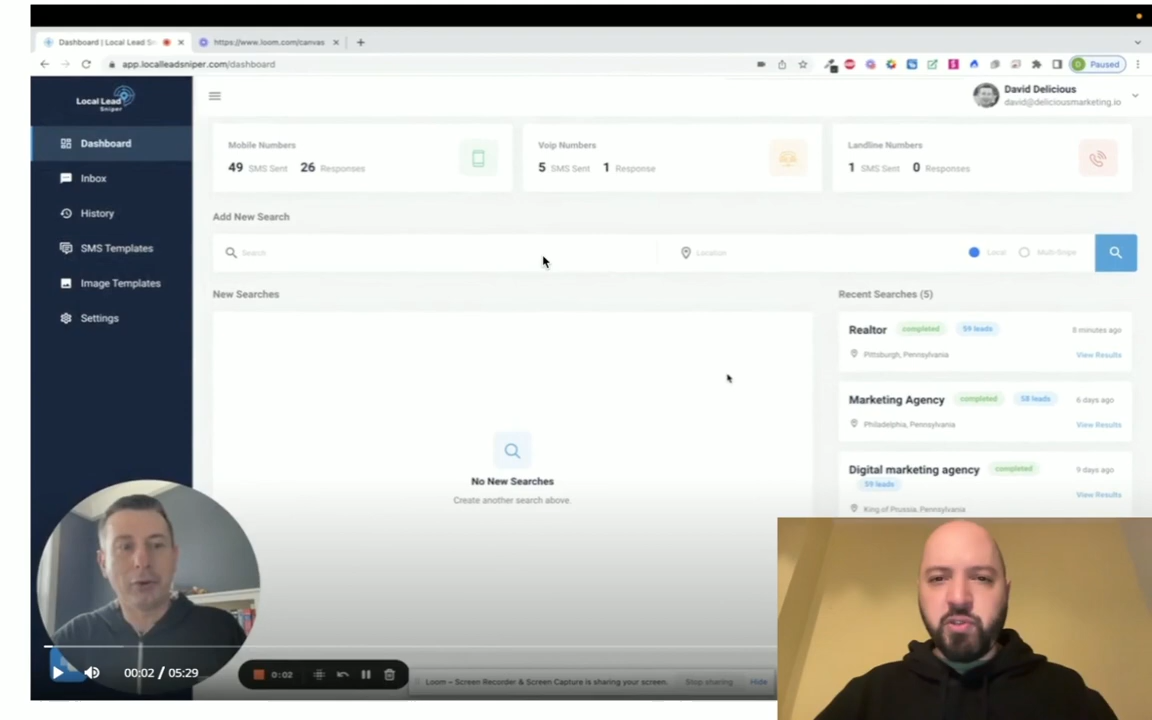 Dashboard | Local Lead Sn
https://www.loom.com/canvas
app.localleadsniper.com/dashboard
Paused
Local Lead
Sniper
David Delicious
david@deliciousmarketing.io
Dashboard
Inbox
History
SMS Templates
Image Templates
Settings
Mobile Numbers
49 SMS Sent 26 Responses
Voip Numbers
5 SMS Sent 1 Response
Landline Numbers
1 SMS Sent 0 Responses
Add New Search
Search
Location
Local
Multi-Snipe
New Searches
No New Searches
Create another search above.
Recent Searches (5)
Realtor completed 59 leads 8 minutes ago
Pittsburgh, Pennsylvania View Results
Marketing Agency completed 58 leads 6 days ago
Philadelphia, Pennsylvania View Results
Digital marketing agency completed 9 days ago
59 leads
View Results
King of Prussia, Pennsylvania
00:02 / 05:29
0:02
Loom – Screen Recorder & Screen Capture is sharing your screen. Stop sharing Hide